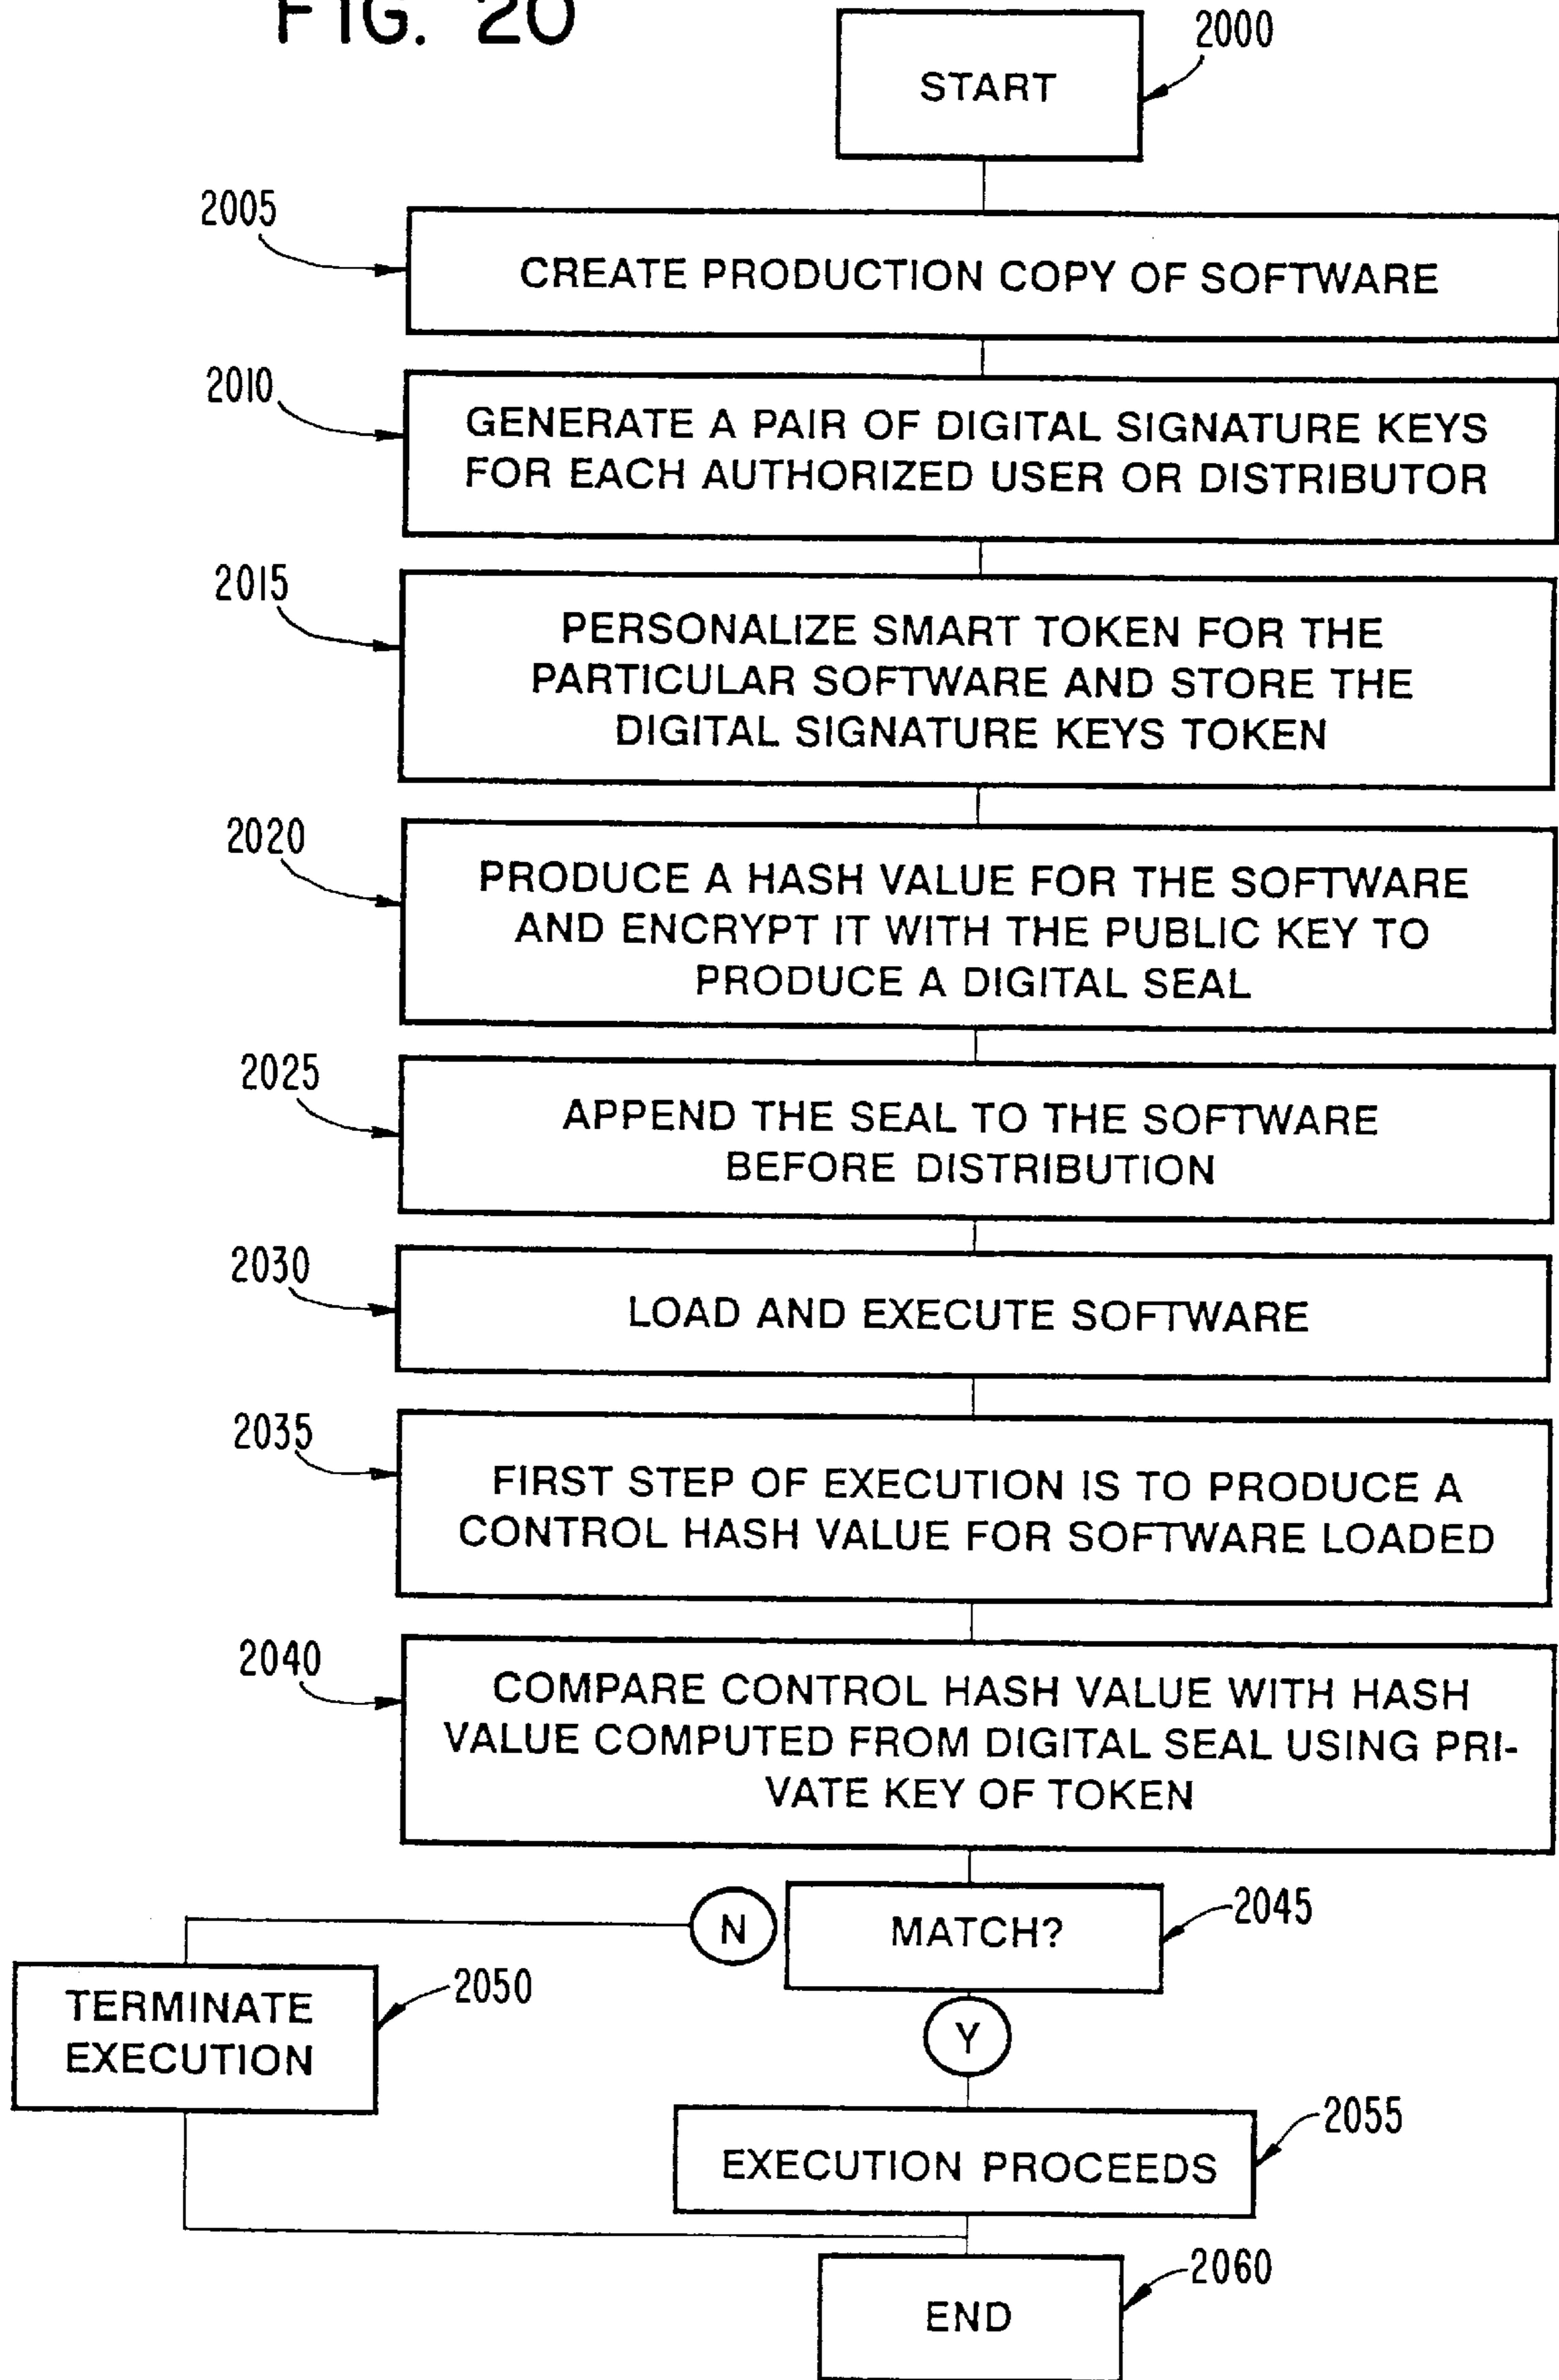 FIG. 20
START
2000
2005
CREATE PRODUCTION COPY OF SOFTWARE
2010
GENERATE A PAIR OF DIGITAL SIGNATURE KEYS
FOR EACH AUTHORIZED USER OR DISTRIBUTOR
2015
PERSONALIZE SMART TOKEN FOR THE
PARTICULAR SOFTWARE AND STORE THE
DIGITAL SIGNATURE KEYS TOKEN
2020
PRODUCE A HASH VALUE FOR THE SOFTWARE
AND ENCRYPT IT WITH THE PUBLIC KEY TO
PRODUCE A DIGITAL SEAL
2025
APPEND THE SEAL TO THE SOFTWARE
BEFORE DISTRIBUTION
2030
LOAD AND EXECUTE SOFTWARE
2035
FIRST STEP OF EXECUTION IS TO PRODUCE A
CONTROL HASH VALUE FOR SOFTWARE LOADED
2040
COMPARE CONTROL HASH VALUE WITH HASH
VALUE COMPUTED FROM DIGITAL SEAL USING PRI-
VATE KEY OF TOKEN
N
MATCH?
2045
TERMINATE
EXECUTION
2050
Y
EXECUTION PROCEEDS
2055
END
2060